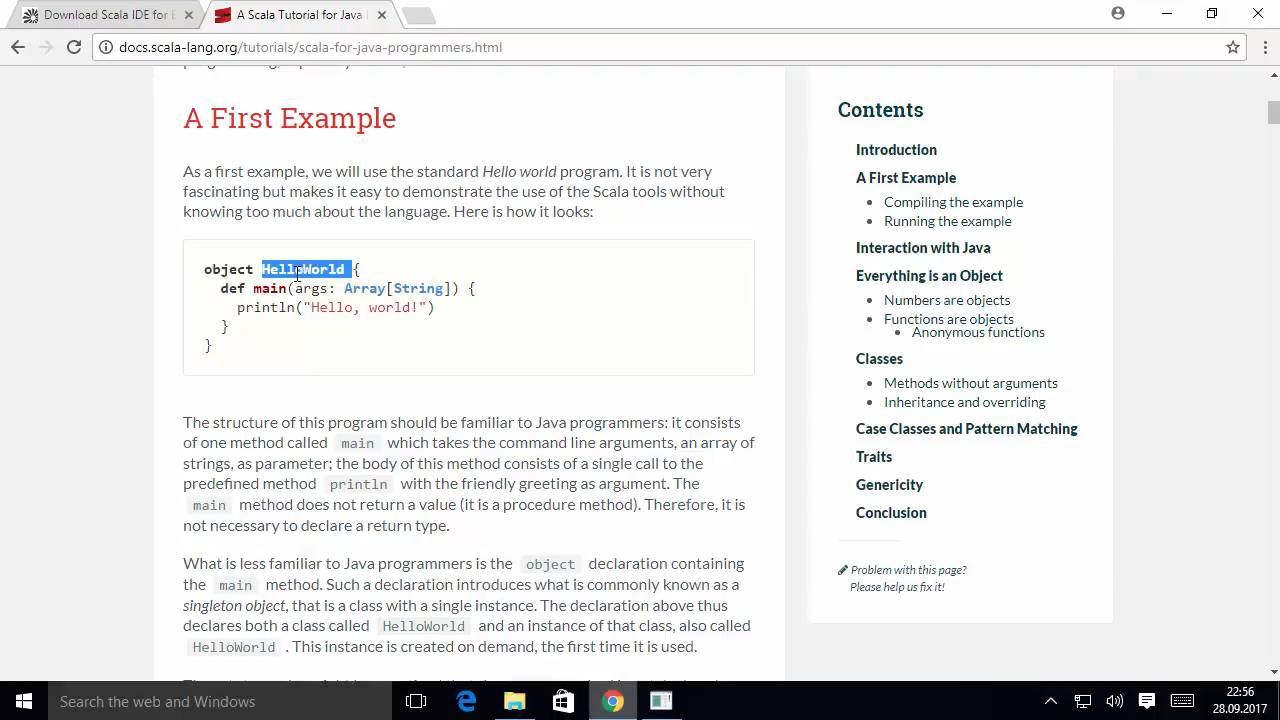 Download Scala IDE for E
A Scala Tutorial for Java
docs.scala-lang.org/tutorials/scala-for-java-programmers.html
A First Example
As a first example, we will use the standard Hello world program. It is not very
fascinating but makes it easy to demonstrate the use of the Scala tools without
knowing too much about the language. Here is how it looks:
object HelloWorld {
def main(args: Array[String]) {
println("Hello, world!")
}
}
The structure of this program should be familiar to Java programmers: it consists
of one method called main which takes the command line arguments, an array of
strings, as parameter; the body of this method consists of a single call to the
predefined method println with the friendly greeting as argument. The
main method does not return a value (it is a procedure method). Therefore, it is
not necessary to declare a return type.
What is less familiar to Java programmers is the object declaration containing
the main method. Such a declaration introduces what is commonly known as a
singleton object, that is a class with a single instance. The declaration above thus
declares both a class called HelloWorld and an instance of that class, also called
HelloWorld . This instance is created on demand, the first time it is used.
Contents
Introduction
A First Example
Compiling the example
Running the example
Interaction with Java
Everything is an Object
Numbers are objects
Functions are objects
Anonymous functions
Classes
Methods without arguments
Inheritance and overriding
Case Classes and Pattern Matching
Traits
Genericity
Conclusion
Problem with this page?
Please help us fix it!
Search the web and Windows
22:56
28.09.2017